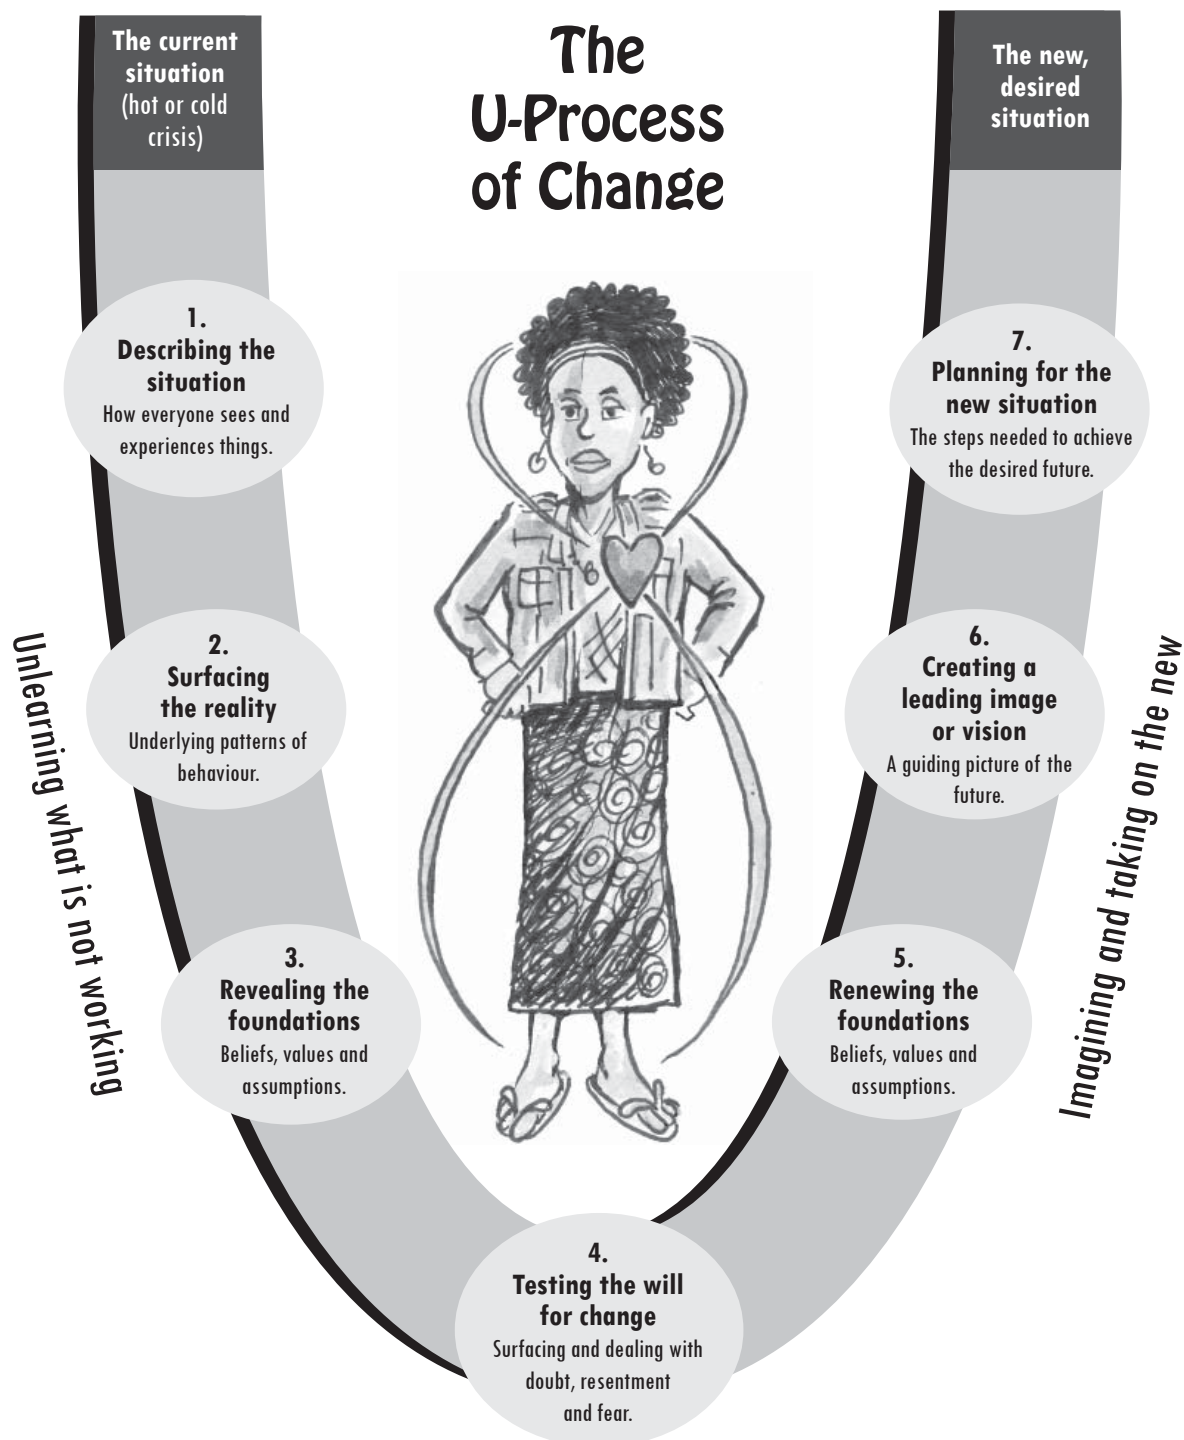 The
U-Process
of Change
The current
situation
(hot or cold
crisis)
1.
Describing the
situation
How everyone sees and
experiences things.
2.
Surfacing
the reality
Underlying patterns of
behaviour.
Unlearning what is not working
3.
Revealing the
foundations
Beliefs, values and
assumptions.
4.
Testing the will
for change
Surfacing and dealing with
doubt, resentment
and fear.
5.
Renewing the
foundations
Beliefs, values and
assumptions.
6.
Creating a
leading image
or vision
A guiding picture of the
future.
Imagining and taking on the new
7.
Planning for the
new situation
The steps needed to achieve
the desired future.
The new,
desired
situation